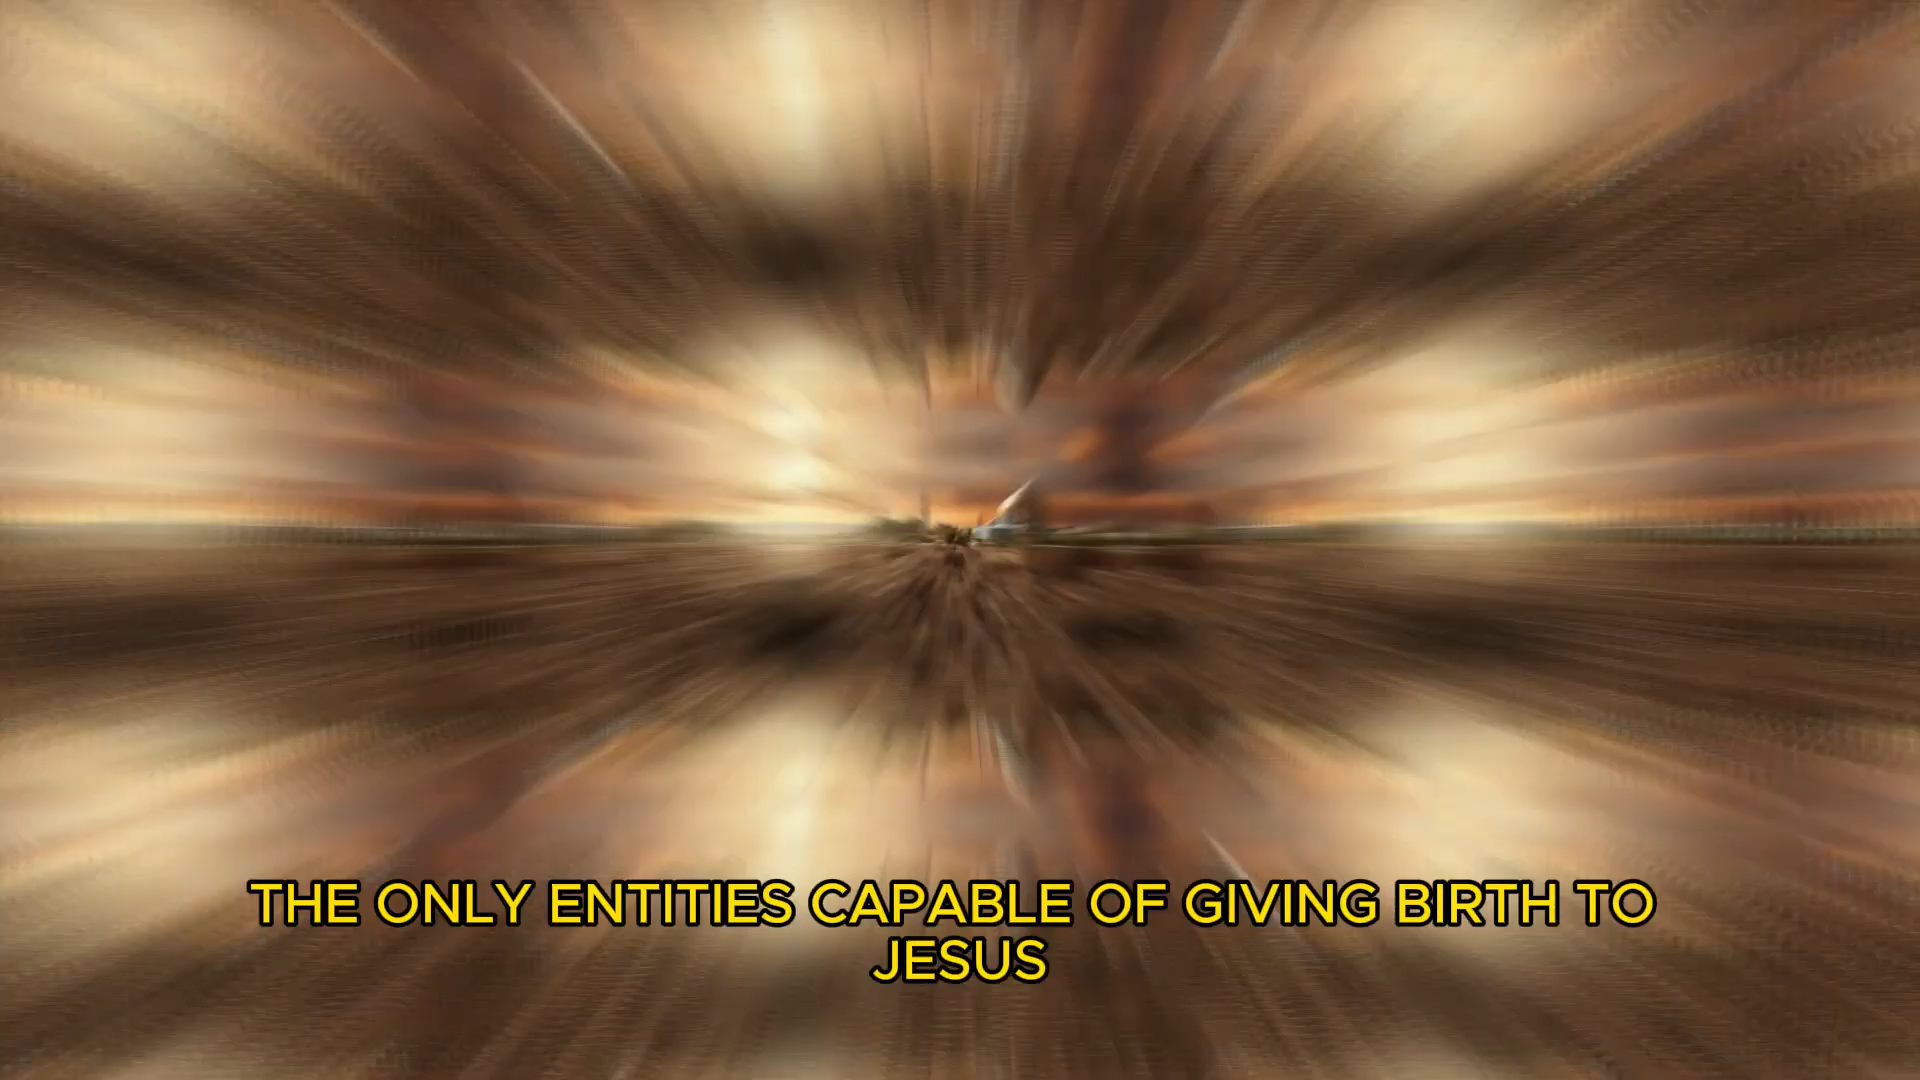 THE ONLY ENTITIES CAPABLE OF GIVING BIRTH TO
JESUS